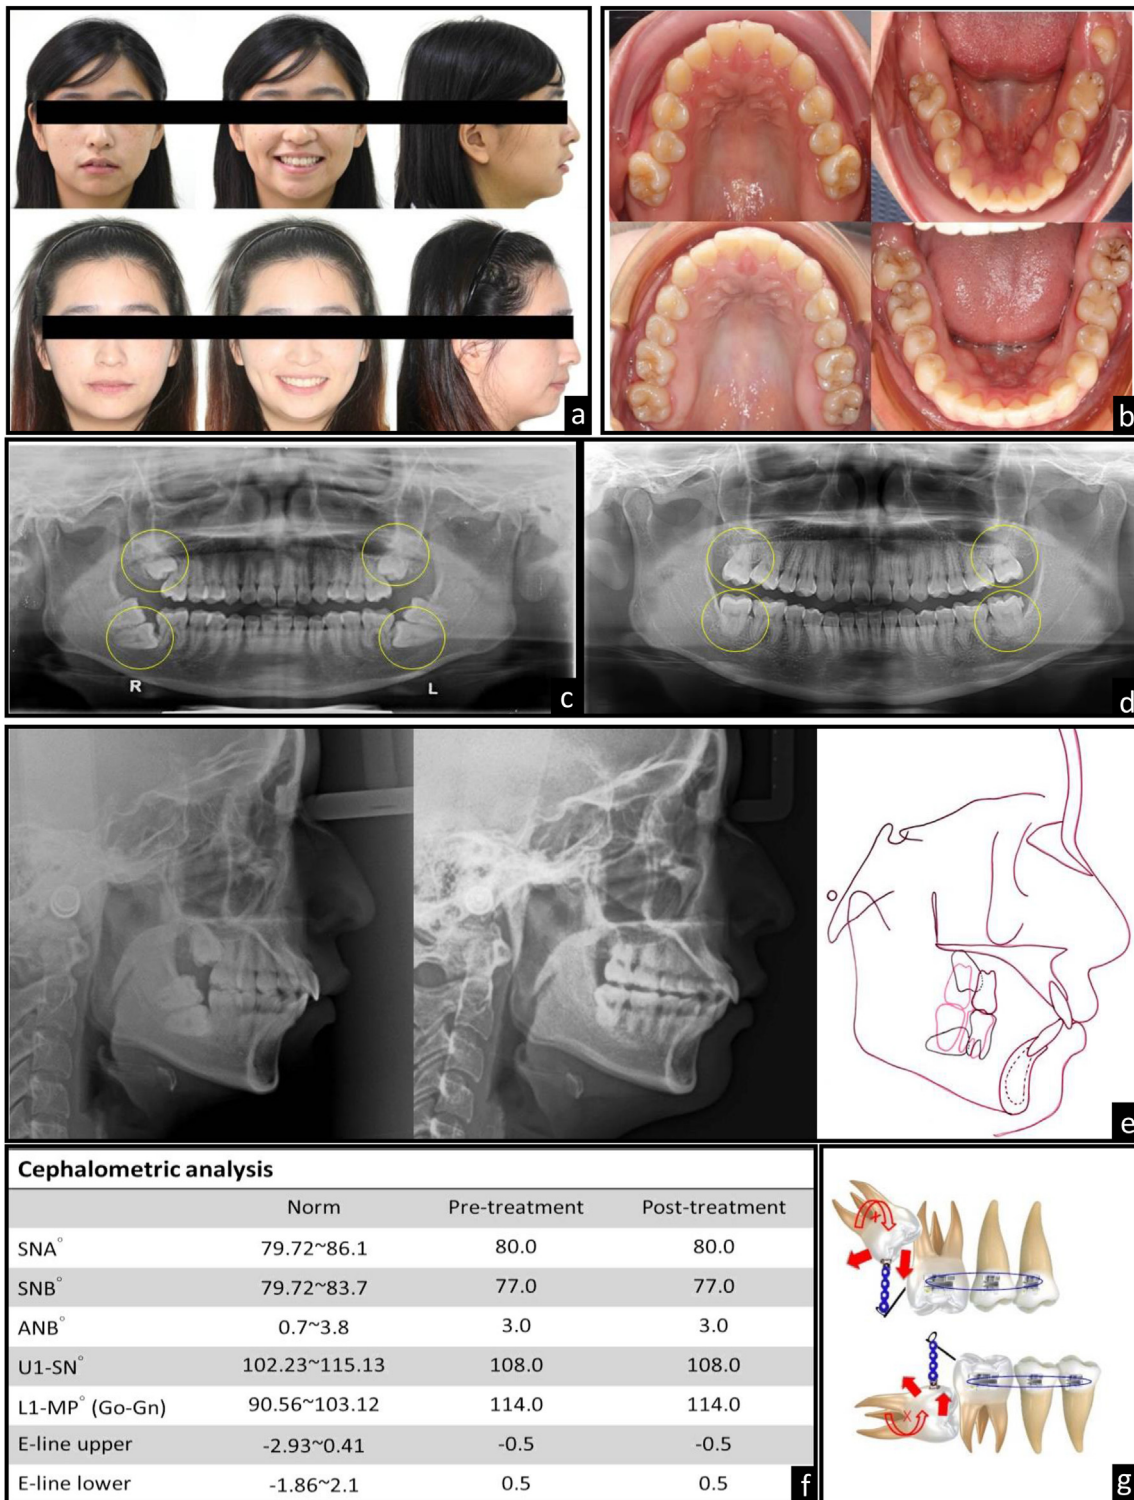 a
b
R
L
c
d
e
Cephalometric analysis
Norm Pre-treatment Post-treatment
SNA° 79.72~86.1 80.0 80.0
SNB° 79.72~83.7 77.0 77.0
ANB° 0.7~3.8 3.0 3.0
U1-SN° 102.23~115.13 108.0 108.0
L1-MP° (Go-Gn) 90.56~103.12 114.0 114.0
E-line upper -2.93~0.41 -0.5 -0.5
E-line lower -1.86~2.1 0.5 0.5
f
x
x
g